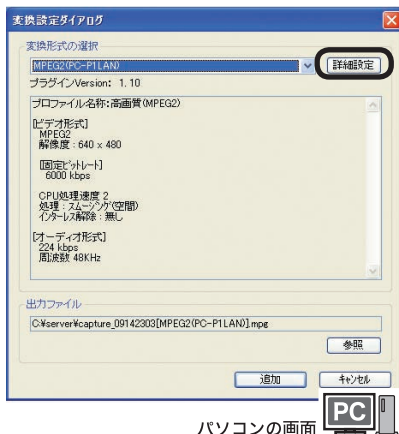 変換設定ダイアログ
変換形式の選択
MPEG2(PC-P1LAN)
詳細設定
プラグインVersion: 1.10
プロファイル名称:高画質(MPEG2)
[ビデオ形式]
MPEG2
解像度 : 640 x 480
[固定ビットレート]
6000 kbps
CPU処理速度 2
処理 : スムージング(空間)
インターレス解除 : 無し
[オーディオ形式]
224 kbps
周波数 48KHz
出力ファイル
C:¥server¥capture_09142303[MPEG2(PC-P1LAN)].mpg
参照
追加
キャンセル
パソコンの画面
PC